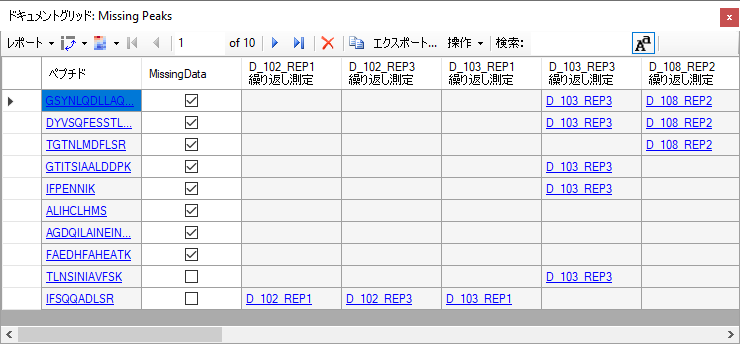 ドキュメントグリッド: Missing Peaks
レポート 1 of 10 エクスポート... 操作 検索: Aa
ペプチド MissingData D_102_REP1 繰り返し測定 D_102_REP3 繰り返し測定 D_103_REP1 繰り返し測定 D_103_REP3 繰り返し測定 D_108_REP2 繰り返し測定
GSYNLQDLLAQ... D_103_REP3 D_108_REP2
DYVSQFESSTL... D_103_REP3 D_108_REP2
TGTNLMDFLSR D_108_REP2
GTITSIAALDDPK D_103_REP3
IFPENNIK D_103_REP3
ALIHCLHMS
AGDQILAINEIN...
FAEDHFAHEATK
TLNSINIAVFSK D_103_REP3
IFSQQADLSR D_102_REP1 D_102_REP3 D_103_REP1